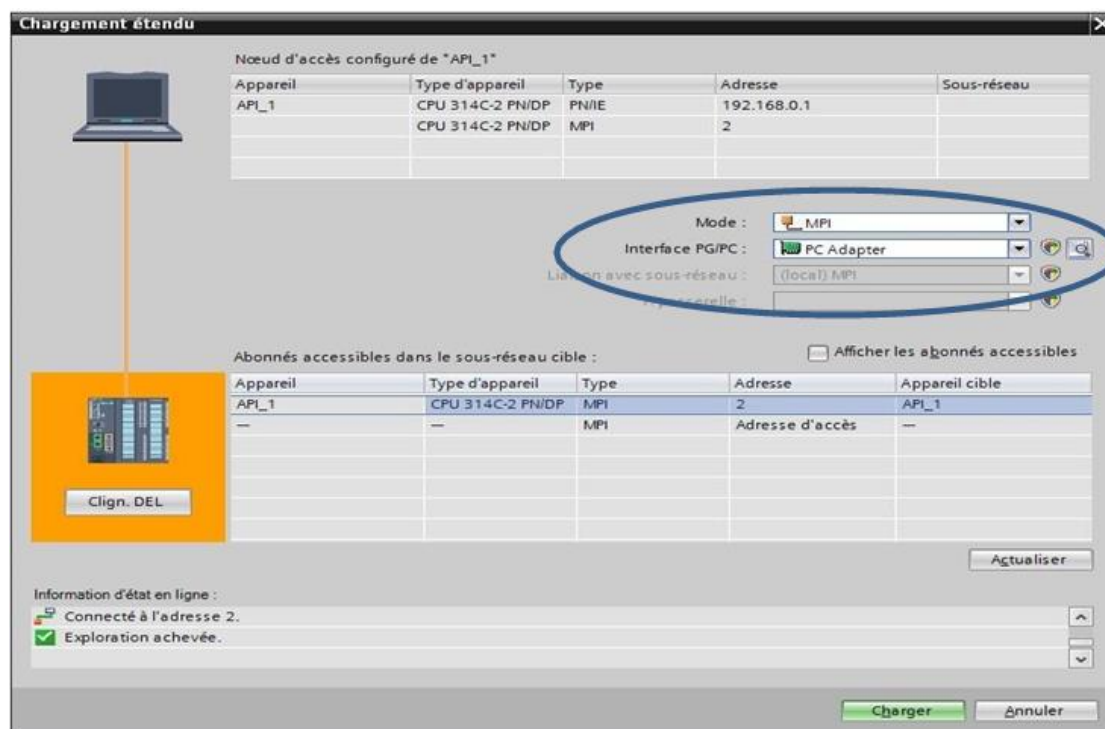 Chargement étendu
Nœud d'accès configuré de "API_1"
Appareil Type d'appareil Type Adresse Sous-réseau
API_1 CPU 314C-2 PN/DP PN/IE 192.168.0.1
CPU 314C-2 PN/DP MPI 2
Mode : MPI
Interface PG/PC : PC Adapter
Liaison avec sous-réseau : (local) MPI
Abonnés accessibles dans le sous-réseau cible : Afficher les abonnés accessibles
Appareil Type d'appareil Type Adresse Appareil cible
API_1 CPU 314C-2 PN/DP MPI 2 API_1
— — MPI Adresse d'accès —
Clign. DEL
Actualiser
Information d'état en ligne :
Connecté à l'adresse 2.
Exploration achevée.
Charger Annuler